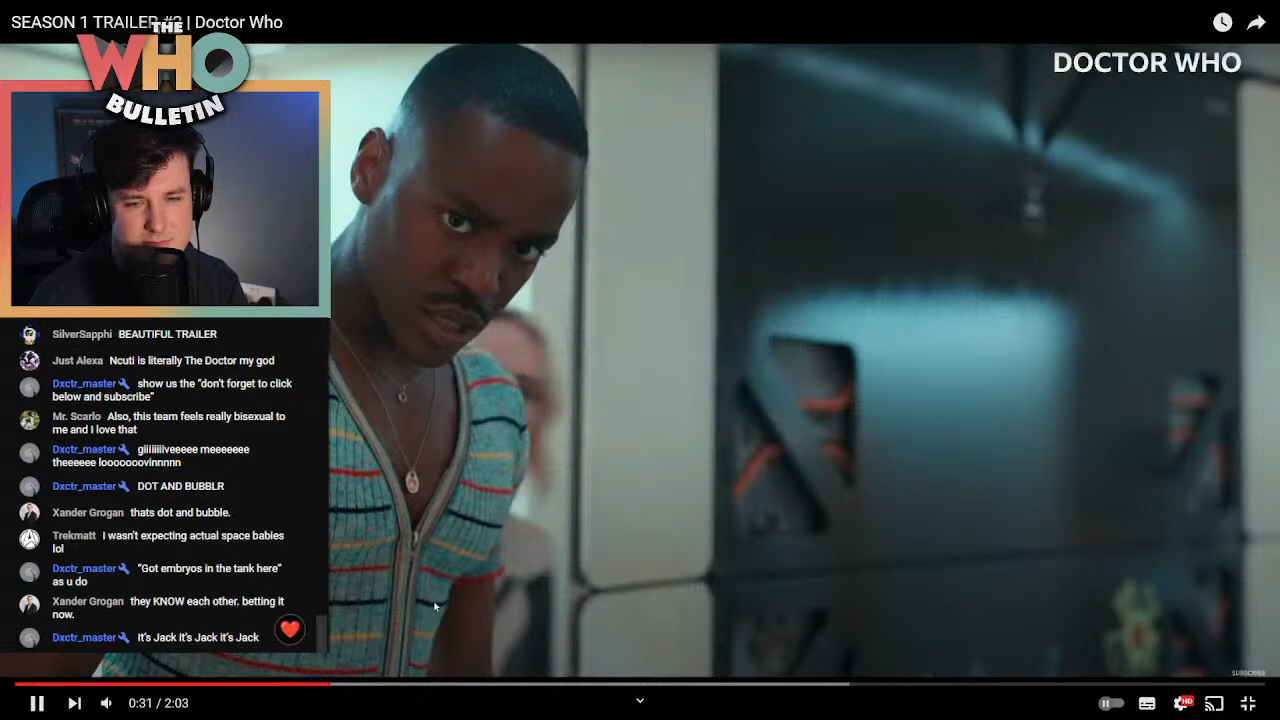 SEASON 1 TRAILER #2 | Doctor Who
THE
WHO
BULLETIN
DOCTOR WHO
SilverSapphi BEAUTIFUL TRAILER
Just Alexa Ncuti is literally The Doctor my god
Dxctr_master show us the "don't forget to click
below and subscribe"
Mr. Scarlo Also, this team feels really bisexual to
me and I love that
Dxctr_master giiiiiiiveeeee meeeeeee
theeeeee looooooovinnnnn
Dxctr_master DOT AND BUBBLR
Xander Grogan thats dot and bubble.
Trekmatt I wasn't expecting actual space babies
lol
Dxctr_master "Got embryos in the tank here"
as u do
Xander Grogan they KNOW each other. betting it
now.
Dxctr_master It's Jack it's Jack it's Jack
SUBSCRIBE
0:31 / 2:03
HD